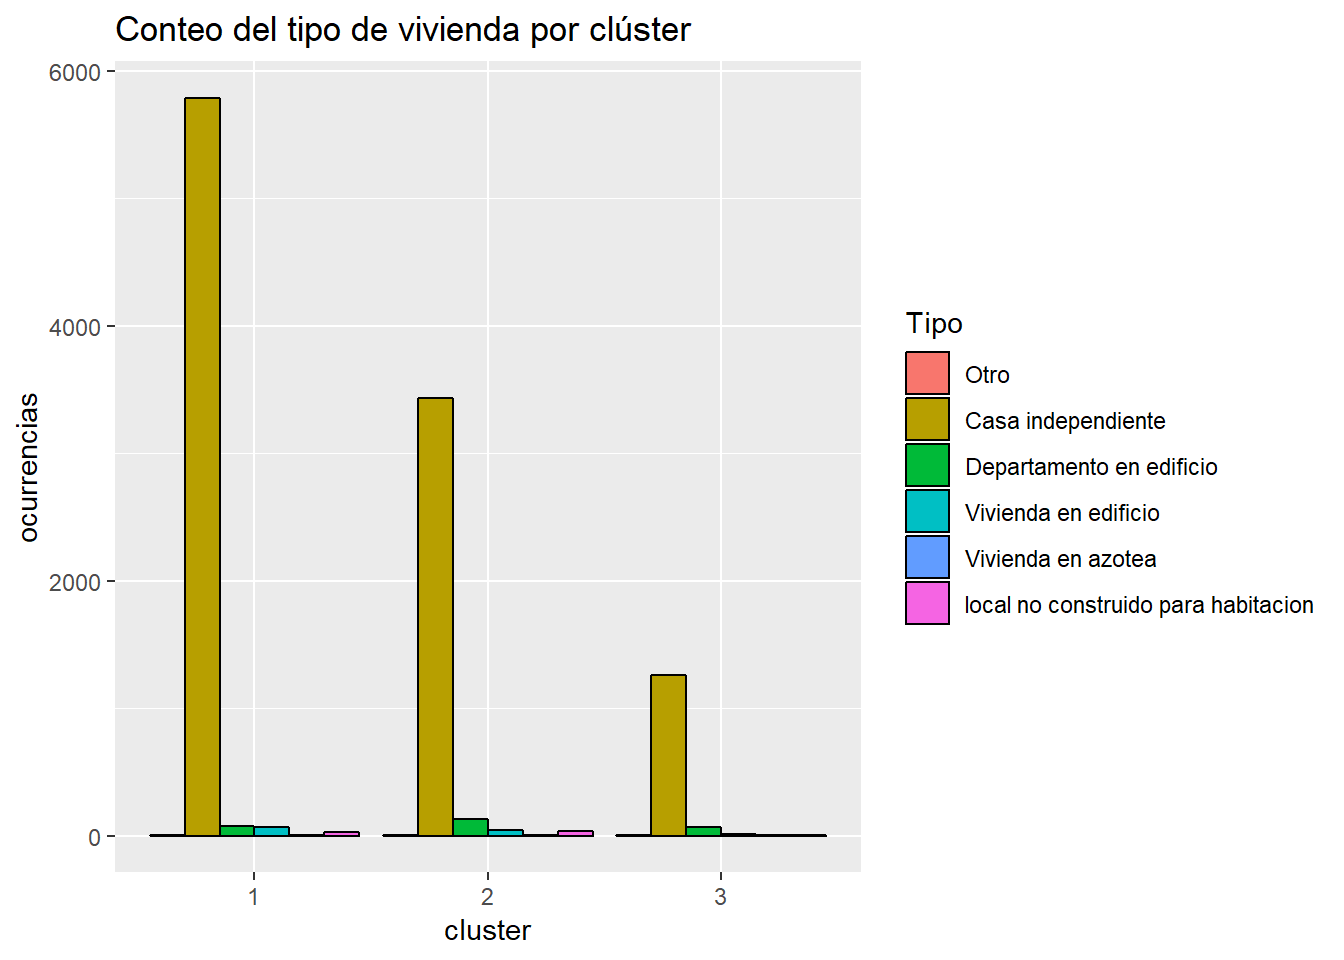 Conteo del tipo de vivienda por clúster
6000
4000
2000
0
ocurrencias
1
2
3
cluster
Tipo
Otro
Casa independiente
Departamento en edificio
Vivienda en edificio
Vivienda en azotea
local no construido para habitacion